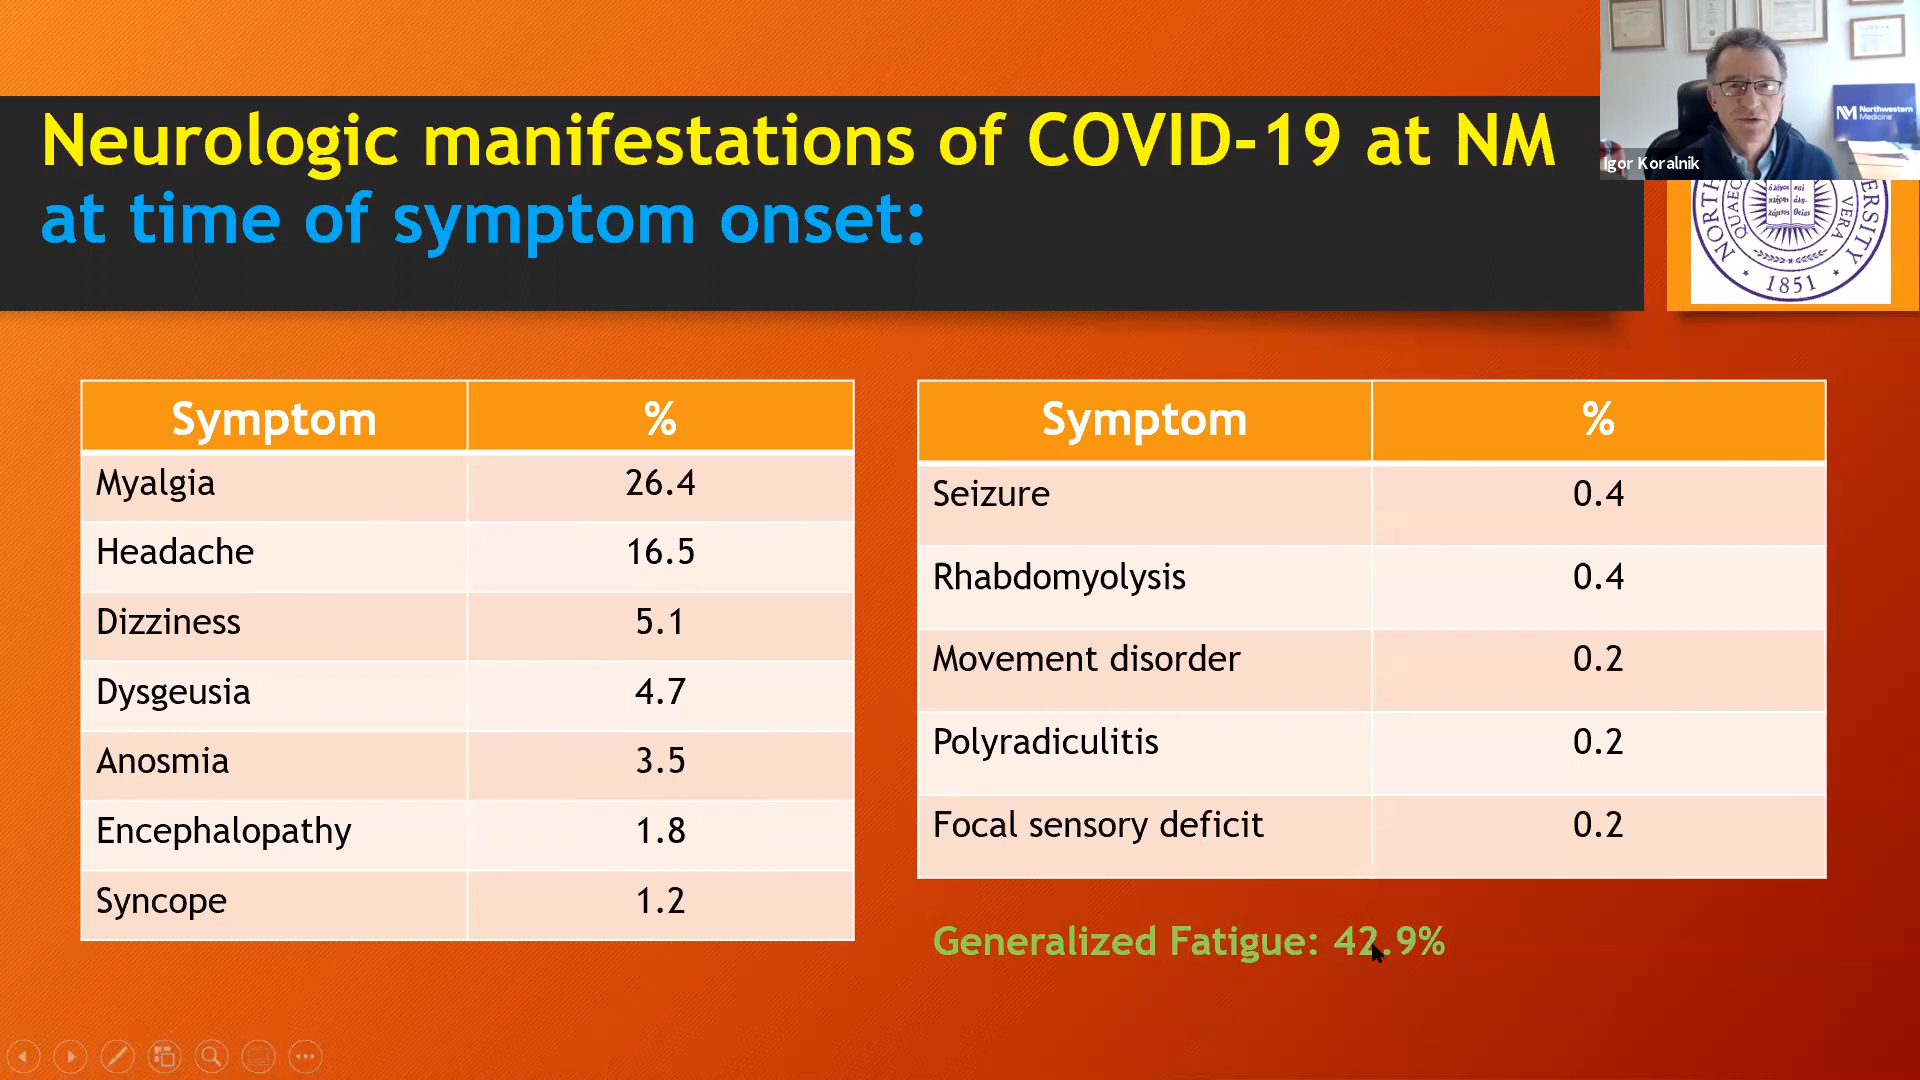 Neurologic manifestations of COVID-19 at NM
at time of symptom onset:
Northwestern
Medicine
Igor Koralnik
VERA
1851
Symptom %
Myalgia 26.4
Headache 16.5
Dizziness 5.1
Dysgeusia 4.7
Anosmia 3.5
Encephalopathy 1.8
Syncope 1.2
Symptom %
Seizure 0.4
Rhabdomyolysis 0.4
Movement disorder 0.2
Polyradiculitis 0.2
Focal sensory deficit 0.2
Generalized Fatigue: 42.9%